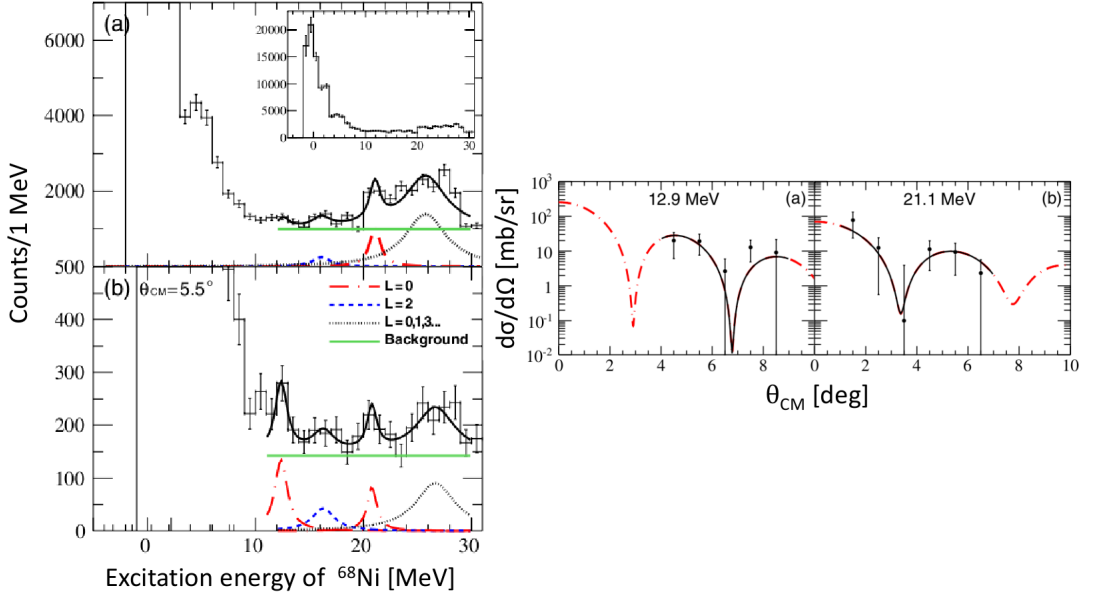 (a)
Counts/1 MeV
6000
4000
2000
20000
15000
10000
5000
0
0
10
20
30
500
(b)
θCM=5.5°
L=0
L=2
L=0,1,3...
Background
400
300
200
100
0
0
10
20
30
Excitation energy of ⁶⁸Ni [MeV]
dσ/dΩ [mb/sr]
10³
10²
10
1
10⁻¹
10⁻²
12.9 MeV
(a)
21.1 MeV
(b)
0
2
4
6
8
0
2
4
6
8
10
θCM [deg]